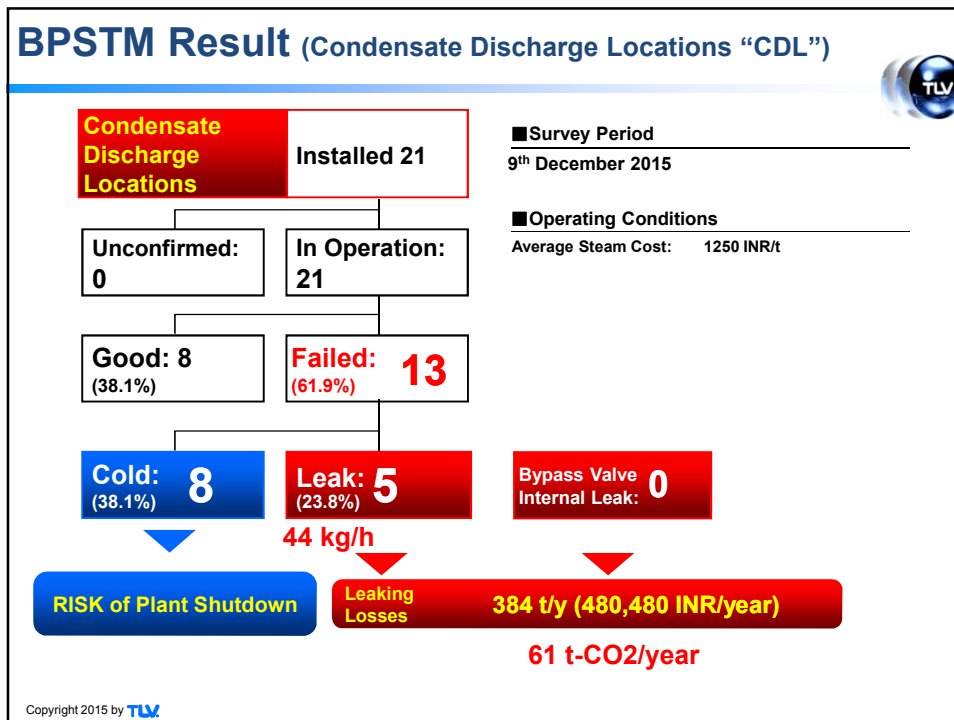 BPSTM Result (Condensate Discharge Locations “CDL”)
TLV
Condensate
Discharge
Locations
Installed 21
■Survey Period
9th December 2015
■Operating Conditions
Average Steam Cost: 1250 INR/t
Unconfirmed:
0
In Operation:
21
Good: 8
(38.1%)
Failed: 13
(61.9%)
Cold: 8
(38.1%)
Leak: 5
(23.8%)
Bypass Valve
Internal Leak: 0
44 kg/h
RISK of Plant Shutdown
Leaking
Losses
384 t/y (480,480 INR/year)
61 t-CO2/year
Copyright 2015 by TLV.